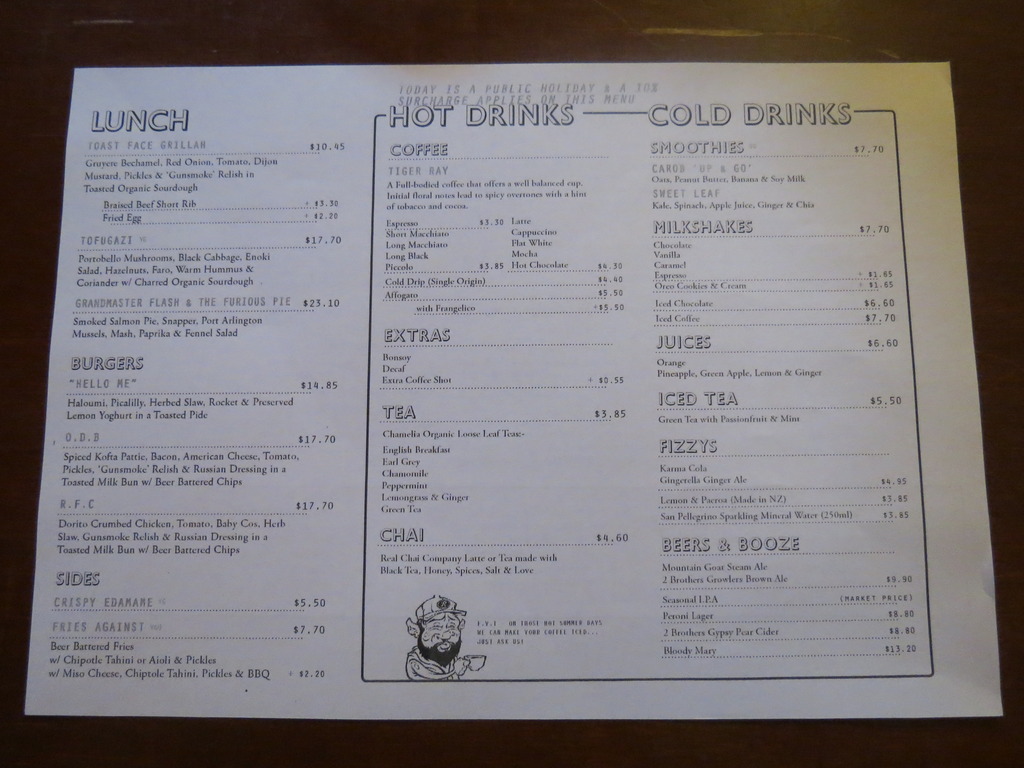 TODAY IS A PUBLIC HOLIDAY & A 10%
SURCHARGE APPLIES ON THIS MENU
LUNCH
TOAST FACE GRILLAH $10.45
Gruyere Bechamel, Red Onion, Tomato, Dijon
Mustard, Pickles & 'Gunsmoke' Relish in
Toasted Organic Sourdough
Braised Beef Short Rib + $3.30
Fried Egg + $2.20
TOFUGAZI $17.70
Portobello Mushrooms, Black Cabbage, Enoki
Salad, Hazelnuts, Faro, Warm Hummus &
Coriander w/ Charred Organic Sourdough
GRANDMASTER FLASH & THE FURIOUS PIE $23.10
Smoked Salmon Pie, Snapper, Port Arlington
Mussels, Mash, Paprika & Fennel Salad
BURGERS
"HELLO ME" $14.85
Haloumi, Picalilly, Herbed Slaw, Rocket & Preserved
Lemon Yoghurt in a Toasted Pide
O.D.B $17.70
Spiced Kofta Pattie, Bacon, American Cheese, Tomato,
Pickles, 'Gunsmoke' Relish & Russian Dressing in a
Toasted Milk Bun w/ Beer Battered Chips
R.F.C $17.70
Dorito Crumbed Chicken, Tomato, Baby Cos, Herb
Slaw, Gunsmoke Relish & Russian Dressing in a
Toasted Milk Bun w/ Beer Battered Chips
SIDES
CRISPY EDAMAME $5.50
FRIES AGAINST $7.70
Beer Battered Fries
w/ Chipotle Tahini or Aioli & Pickles
w/ Miso Cheese, Chiptole Tahini, Pickles & BBQ + $2.20
HOT DRINKS
COFFEE
TIGER RAY
A Full-bodied coffee that offers a well balanced cup.
Initial floral notes lead to spicy overtones with a hint
of tobacco and cocoa.
Espresso $3.30
Short Macchiato
Long Macchiato
Long Black
Piccolo $3.85
Latte
Cappuccino
Flat White
Mocha
Hot Chocolate $4.30
Cold Drip (Single Origin) $4.40
Affogato $5.50
with Frangelico +$5.50
EXTRAS
Bonsoy
Decaf
Extra Coffee Shot + $0.55
TEA $3.85
Chamelia Organic Loose Leaf Teas:-
English Breakfast
Earl Grey
Chamomile
Peppermint
Lemongrass & Ginger
Green Tea
CHAI $4.60
Real Chai Company Latte or Tea made with
Black Tea, Honey, Spices, Salt & Love
F.Y.I ON THOSE HOT SUMMER DAYS
WE CAN MAKE YOUR COFFEE ICED...
JUST ASK US!
COLD DRINKS
SMOOTHIES $7.70
CAROB 'UP & GO'
Oats, Peanut Butter, Banana & Soy Milk
SWEET LEAF
Kale, Spinach, Apple Juice, Ginger & Chia
MILKSHAKES $7.70
Chocolate
Vanilla
Caramel
Espresso + $1.65
Oreo Cookies & Cream + $1.65
Iced Chocolate $6.60
Iced Coffee $7.70
JUICES $6.60
Orange
Pineapple, Green Apple, Lemon & Ginger
ICED TEA $5.50
Green Tea with Passionfruit & Mint
FIZZYS
Karma Cola
Gingerella Ginger Ale $4.95
Lemon & Paeroa (Made in NZ) $3.85
San Pellegrino Sparkling Mineral Water (250ml) $3.85
BEERS & BOOZE
Mountain Goat Steam Ale
2 Brothers Growlers Brown Ale $9.90
Seasonal I.P.A (MARKET PRICE)
Peroni Lager $8.80
2 Brothers Gypsy Pear Cider $8.80
Bloody Mary $13.20